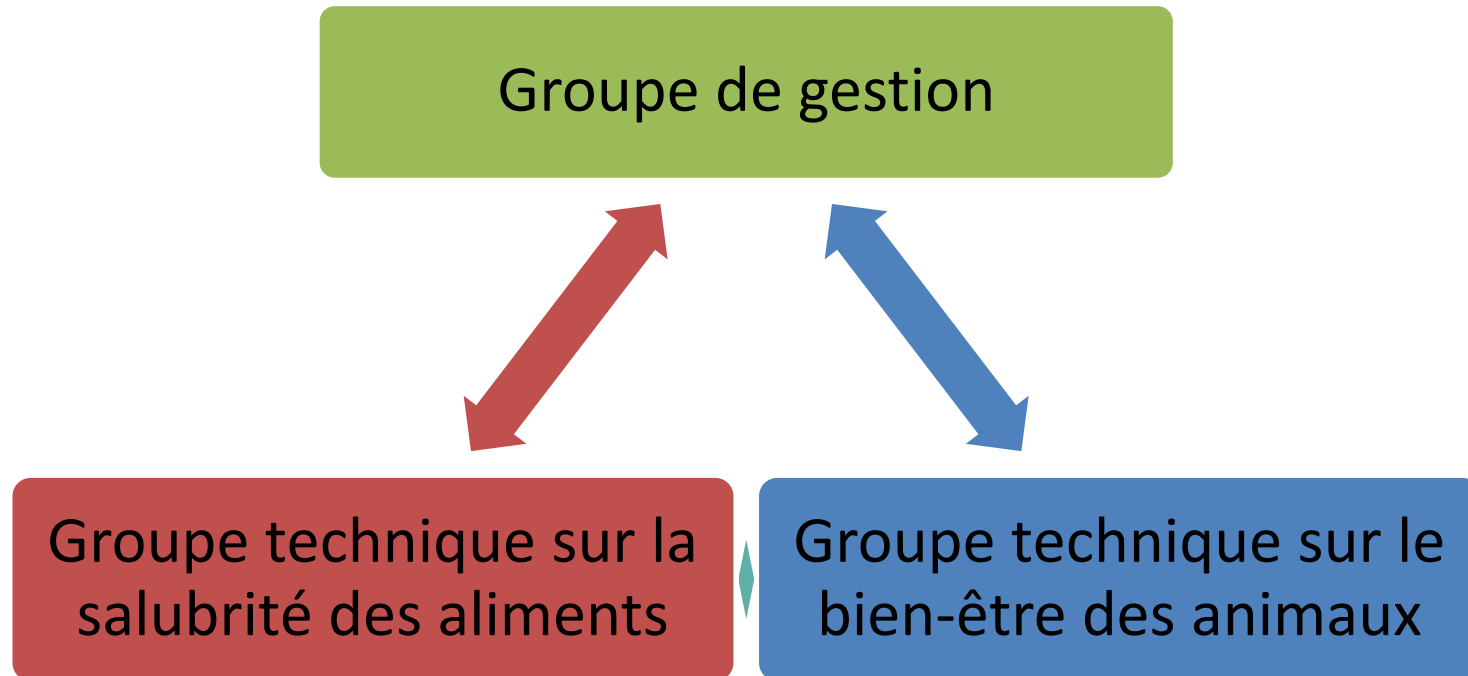 Groupe de gestion
Groupe technique sur la
salubrité des aliments
Groupe technique sur le
bien-être des animaux